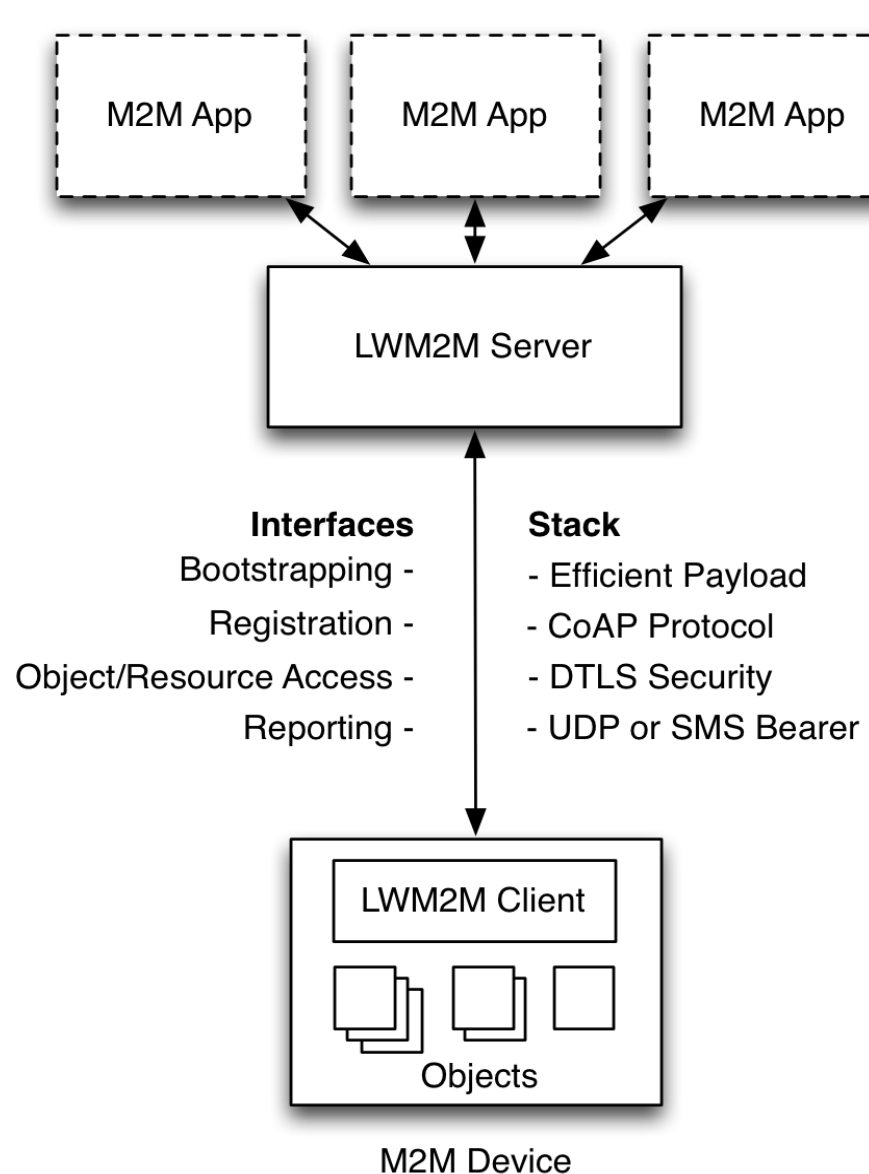 M2M App
M2M App
M2M App
LWM2M Server
Interfaces
Bootstrapping -
Registration -
Object/Resource Access -
Reporting -
Stack
- Efficient Payload
- CoAP Protocol
- DTLS Security
- UDP or SMS Bearer
LWM2M Client
Objects
M2M Device